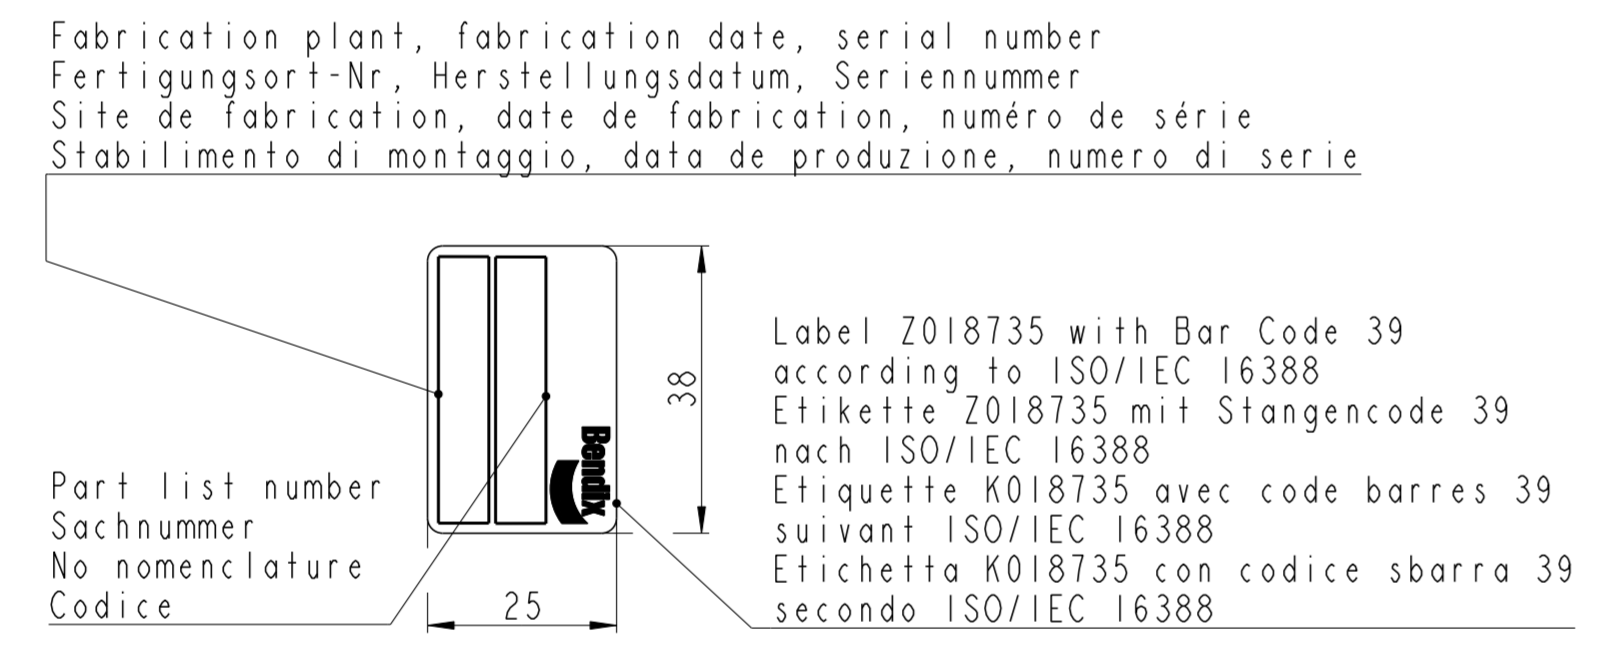 Fabrication plant, fabrication date, serial number
Fertigungsort-Nr, Herstellungsdatum, Seriennummer
Site de fabrication, date de fabrication, numéro de série
Stabilimento di montaggio, data de produzione, numero di serie
38
Bendix
Label Z018735 with Bar Code 39
according to ISO/IEC 16388
Etikette Z018735 mit Stangencode 39
nach ISO/IEC 16388
Etiquette K018735 avec code barres 39
suivant ISO/IEC 16388
Etichetta K018735 con codice sbarra 39
secondo ISO/IEC 16388
Part list number
Sachnummer
No nomenclature
Codice
25